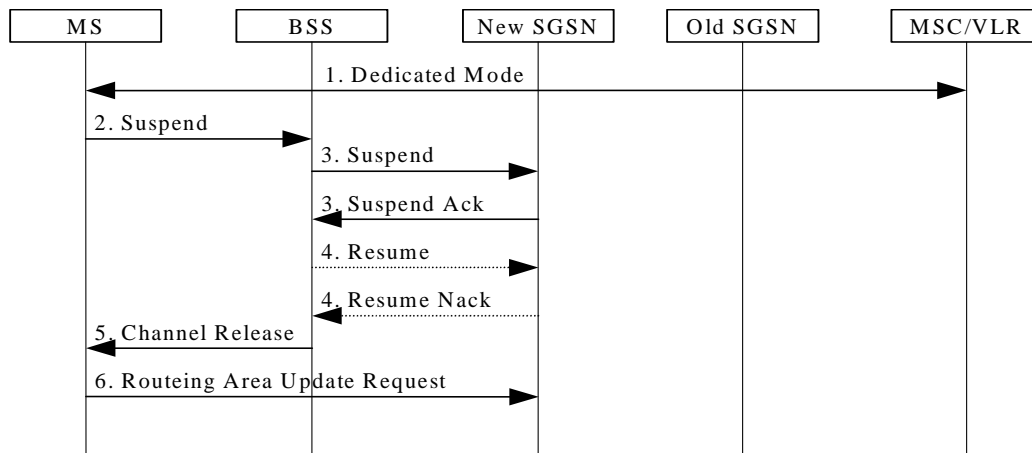 MS
BSS
New SGSN
Old SGSN
MSC/VLR
1. Dedicated Mode
2. Suspend
3. Suspend
3. Suspend Ack
4. Resume
4. Resume Nack
5. Channel Release
6. Routeing Area Update Request